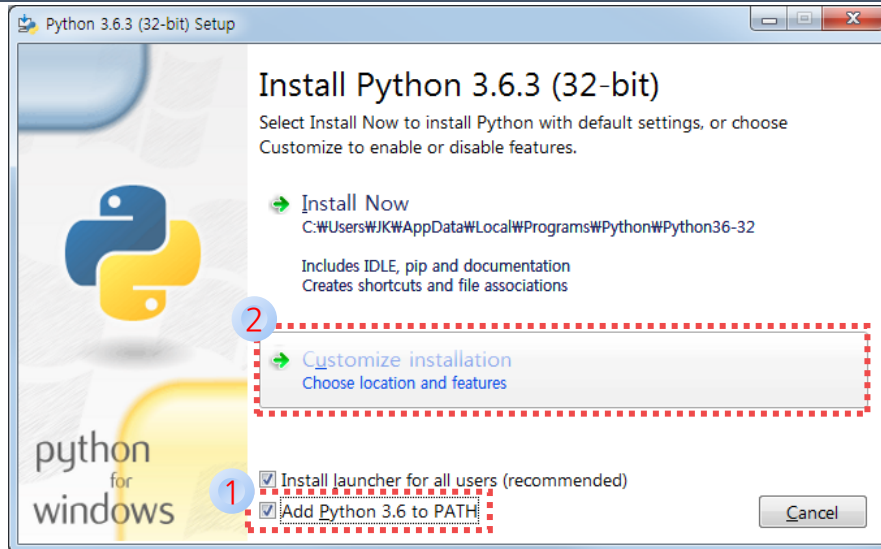 Python 3.6.3 (32-bit) Setup
Install Python 3.6.3 (32-bit)
Select Install Now to install Python with default settings, or choose
Customize to enable or disable features.
Install Now
C:₩Users₩JK₩AppData₩Local₩Programs₩Python₩Python36-32
Includes IDLE, pip and documentation
Creates shortcuts and file associations
2
Customize installation
Choose location and features
python
for
windows
1
Install launcher for all users (recommended)
Add Python 3.6 to PATH
Cancel